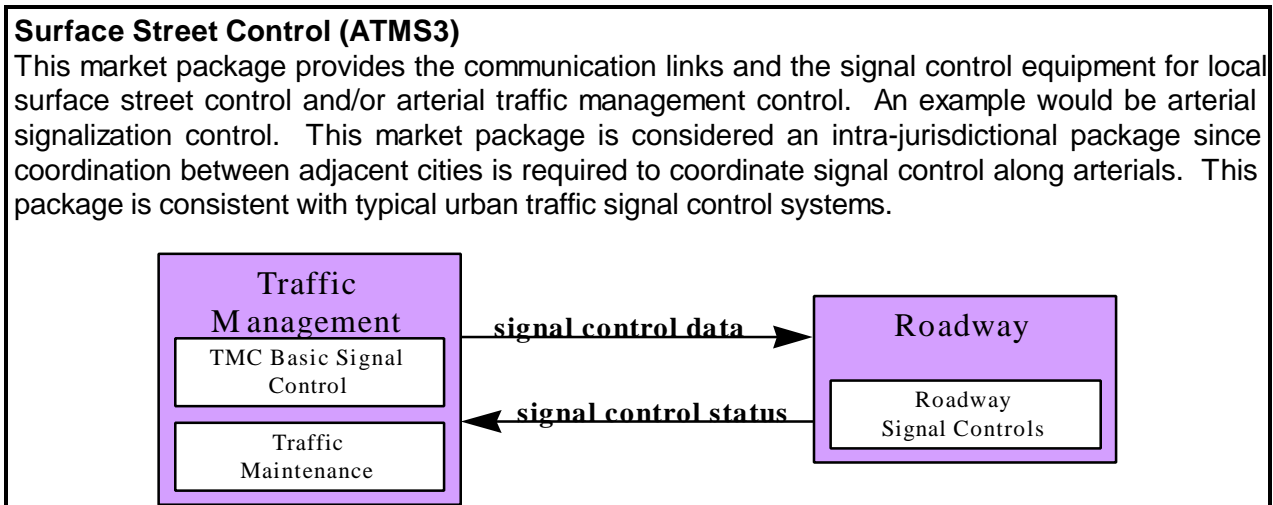 Surface Street Control (ATMS3)
This market package provides the communication links and the signal control equipment for local
surface street control and/or arterial traffic management control. An example would be arterial
signalization control. This market package is considered an intra-jurisdictional package since
coordination between adjacent cities is required to coordinate signal control along arterials. This
package is consistent with typical urban traffic signal control systems.
Traffic
Management
TMC Basic Signal
Control
Traffic
Maintenance
signal control data
signal control status
Roadway
Roadway
Signal Controls